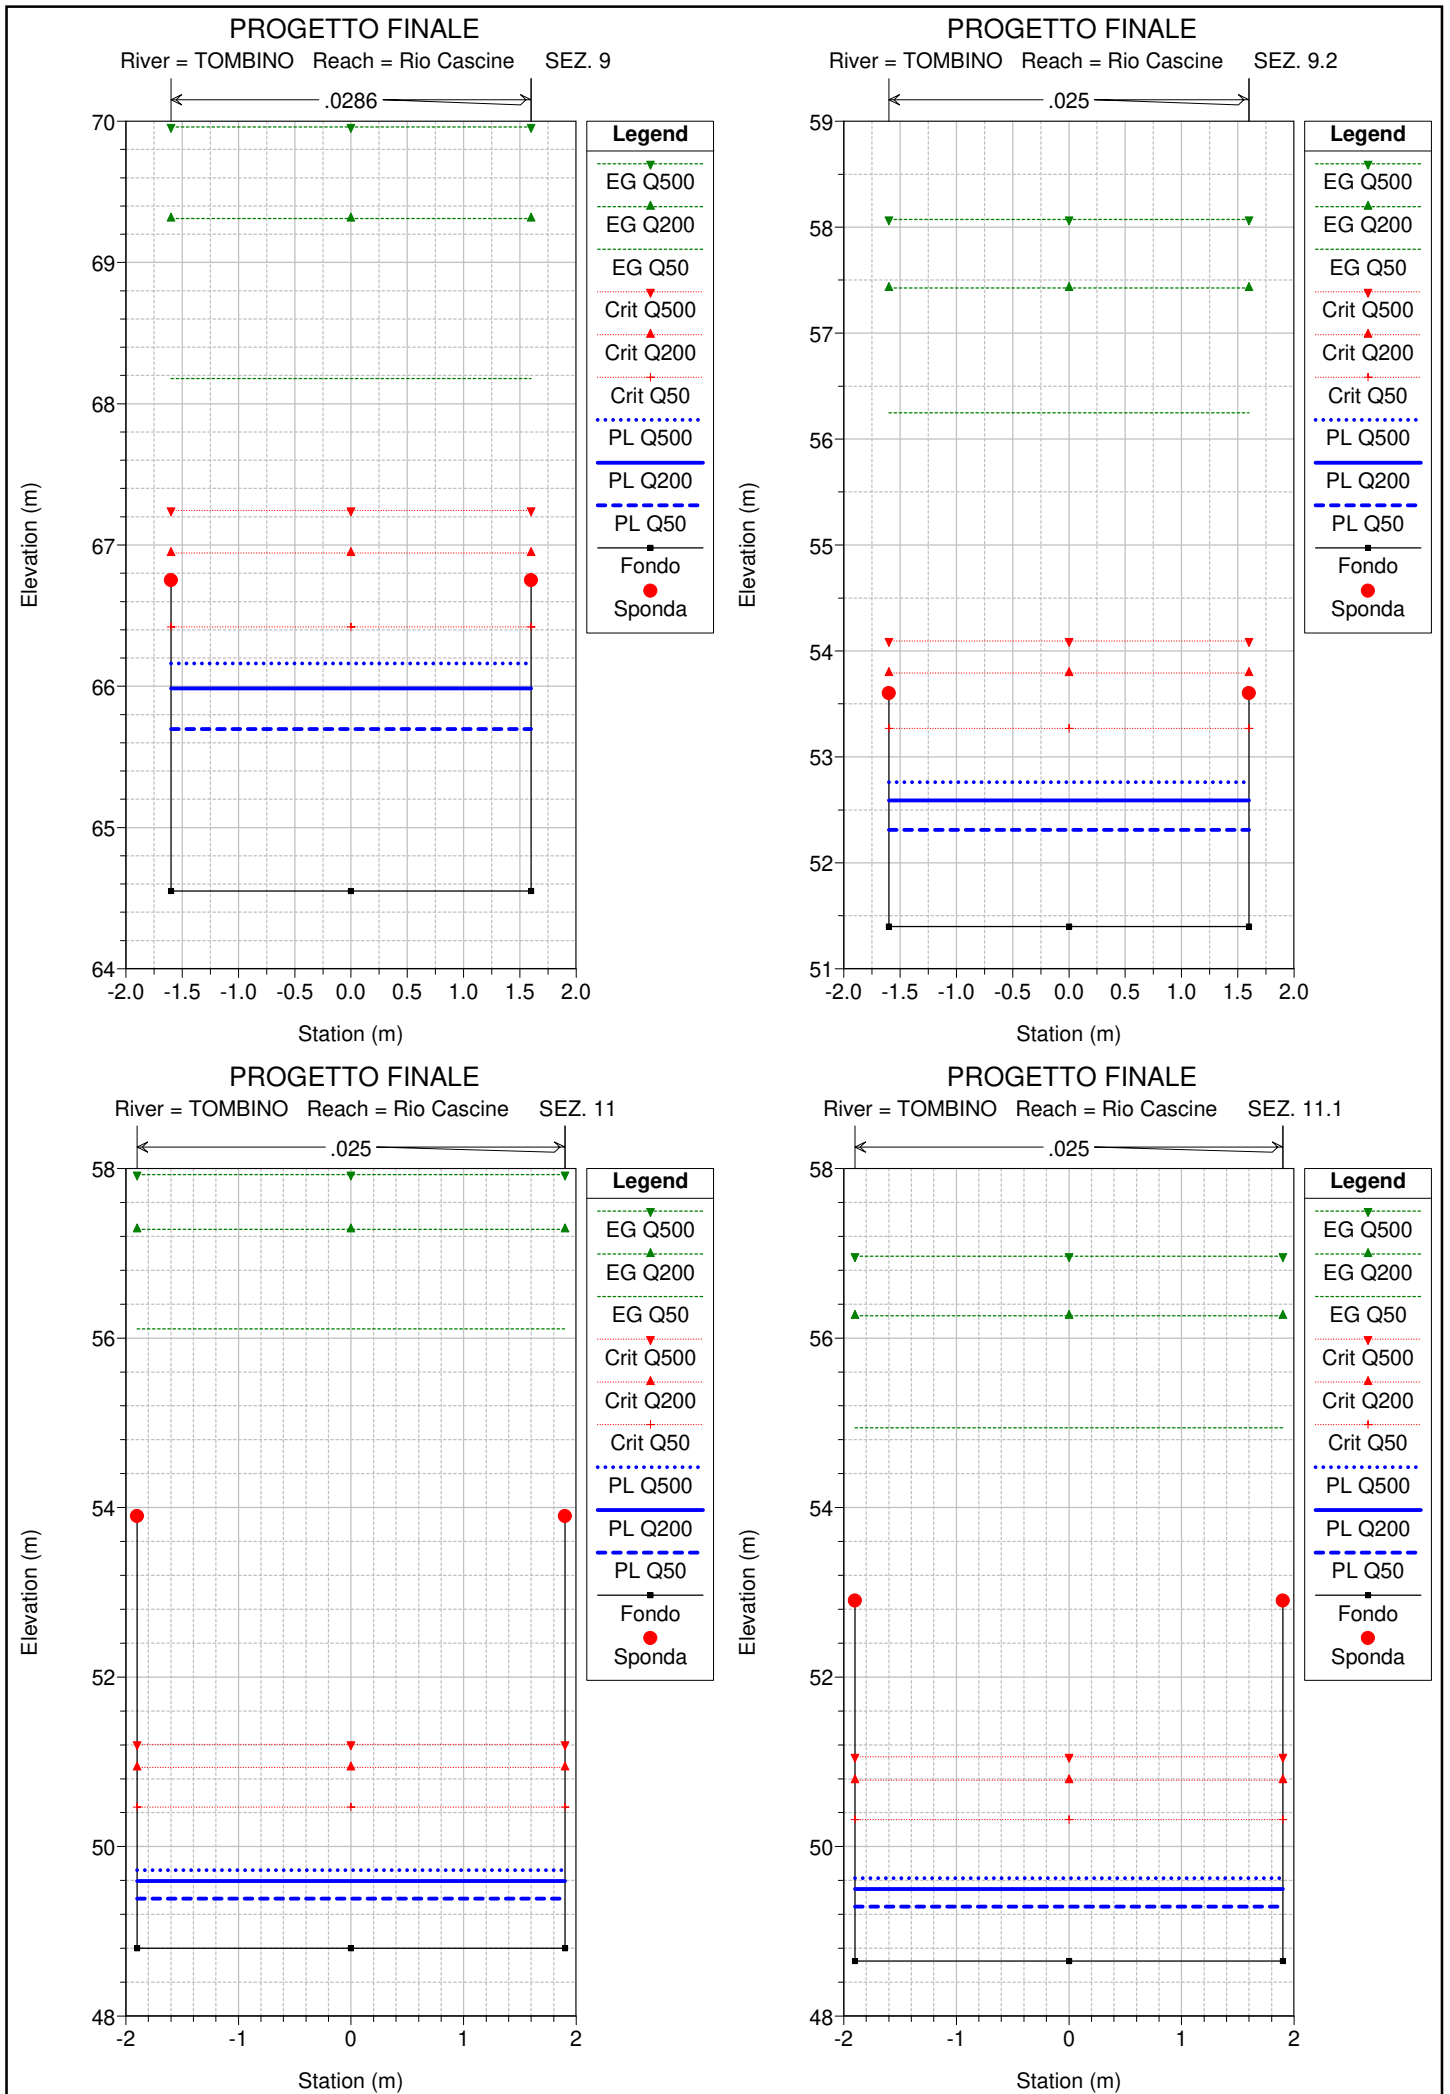 PROGETTO FINALE
River = TOMBINO Reach = Rio Cascine SEZ. 9
.0286
70
69
68
67
66
65
64
Elevation (m)
-2.0 -1.5 -1.0 -0.5 0.0 0.5 1.0 1.5 2.0
Station (m)
Legend
EG Q500
EG Q200
EG Q50
Crit Q500
Crit Q200
Crit Q50
PL Q500
PL Q200
PL Q50
Fondo
Sponda
PROGETTO FINALE
River = TOMBINO Reach = Rio Cascine SEZ. 9.2
.025
59
58
57
56
55
54
53
52
51
Elevation (m)
-2.0 -1.5 -1.0 -0.5 0.0 0.5 1.0 1.5 2.0
Station (m)
Legend
EG Q500
EG Q200
EG Q50
Crit Q500
Crit Q200
Crit Q50
PL Q500
PL Q200
PL Q50
Fondo
Sponda
PROGETTO FINALE
River = TOMBINO Reach = Rio Cascine SEZ. 11
.025
58
56
54
52
50
48
Elevation (m)
-2 -1 0 1 2
Station (m)
Legend
EG Q500
EG Q200
EG Q50
Crit Q500
Crit Q200
Crit Q50
PL Q500
PL Q200
PL Q50
Fondo
Sponda
PROGETTO FINALE
River = TOMBINO Reach = Rio Cascine SEZ. 11.1
.025
58
56
54
52
50
48
Elevation (m)
-2 -1 0 1 2
Station (m)
Legend
EG Q500
EG Q200
EG Q50
Crit Q500
Crit Q200
Crit Q50
PL Q500
PL Q200
PL Q50
Fondo
Sponda